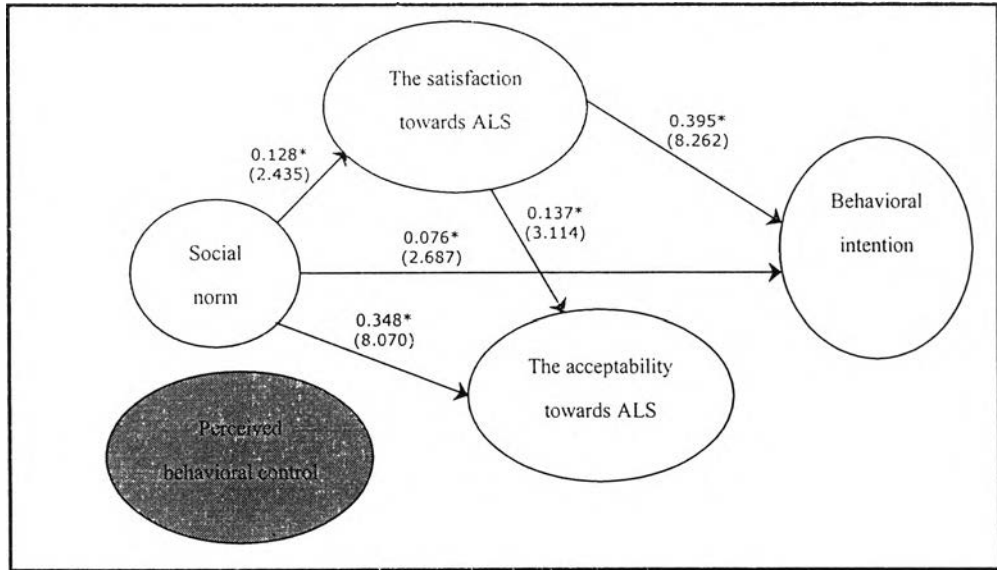 The satisfaction
towards ALS
0.395*
(8.262)
0.128*
(2.435)
Behavioral
intention
0.137*
(3.114)
0.076*
(2.687)
Social
norm
0.348*
(8.070)
The acceptability
towards ALS
Perceived
behavioral control